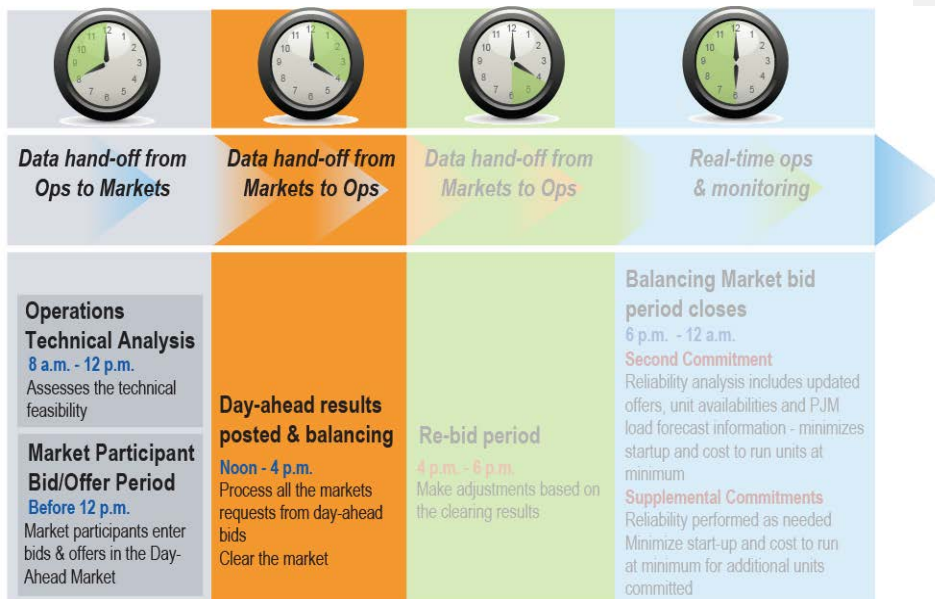 Data hand-off from
Ops to Markets
Data hand-off from
Markets to Ops
Data hand-off from
Markets to Ops
Real-time ops
& monitoring
Operations
Technical Analysis
8 a.m. - 12 p.m.
Assesses the technical
feasibility
Market Participant
Bid/Offer Period
Before 12 p.m.
Market participants enter
bids & offers in the Day-
Ahead Market
Day-ahead results
posted & balancing
Noon - 4 p.m.
Process all the markets
requests from day-ahead
bids
Clear the market
Re-bid period
4 p.m. - 6 p.m.
Make adjustments based on
the clearing results
Balancing Market bid
period closes
6 p.m. - 12 a.m.
Second Commitment
Reliability analysis includes updated
offers, unit availabilities and PJM
load forecast information - minimizes
startup and cost to run units at
minimum
Supplemental Commitments
Reliability performed as needed
Minimize start-up and cost to run
at minimum for additional units
committed